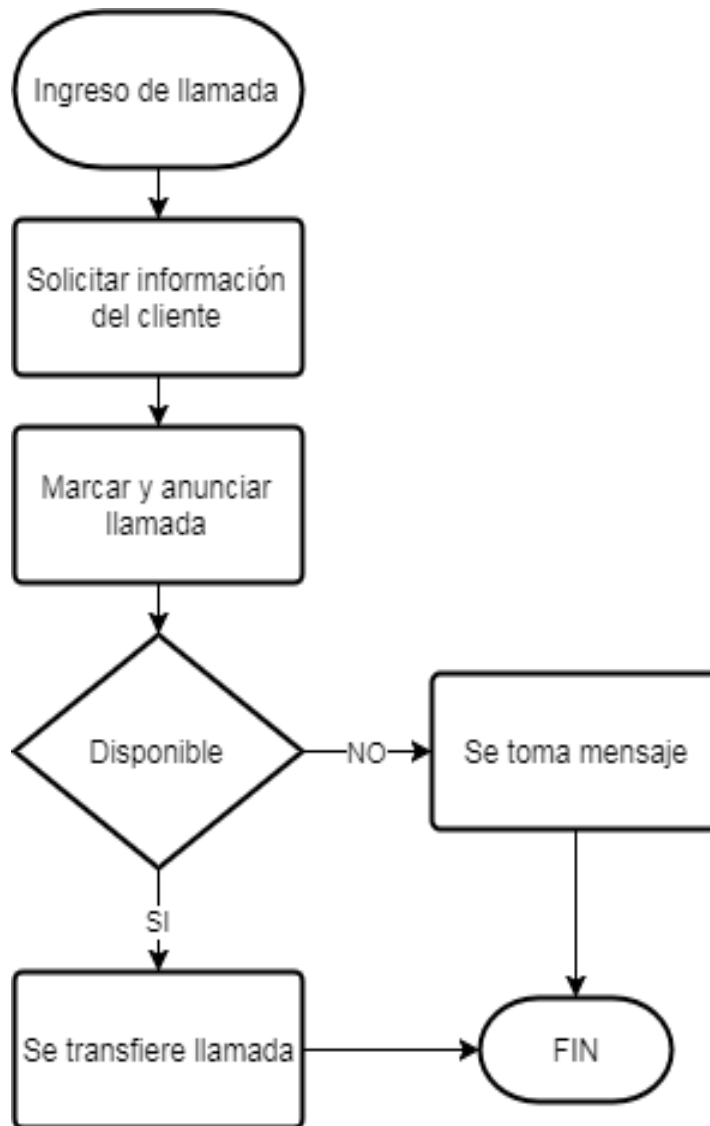 Ingreso de llamada
Solicitar información
del cliente
Marcar y anunciar
llamada
Disponible
NO
Se toma mensaje
SI
Se transfiere llamada
FIN